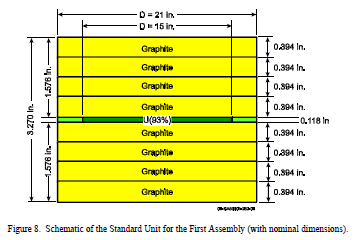 D = 21 in.
D = 15 in.
Graphite
0.394 in.
Graphite
0.394 in.
1.576 in.
Graphite
0.394 in.
Graphite
0.394 in.
3.270 in.
U(93%)
0.118 in
Graphite
0.394 in.
Graphite
0.394 in.
1.576 in.
Graphite
0.394 in.
Graphite
0.394 in.
Figure 8. Schematic of the Standard Unit for the First Assembly (with nominal dimensions).